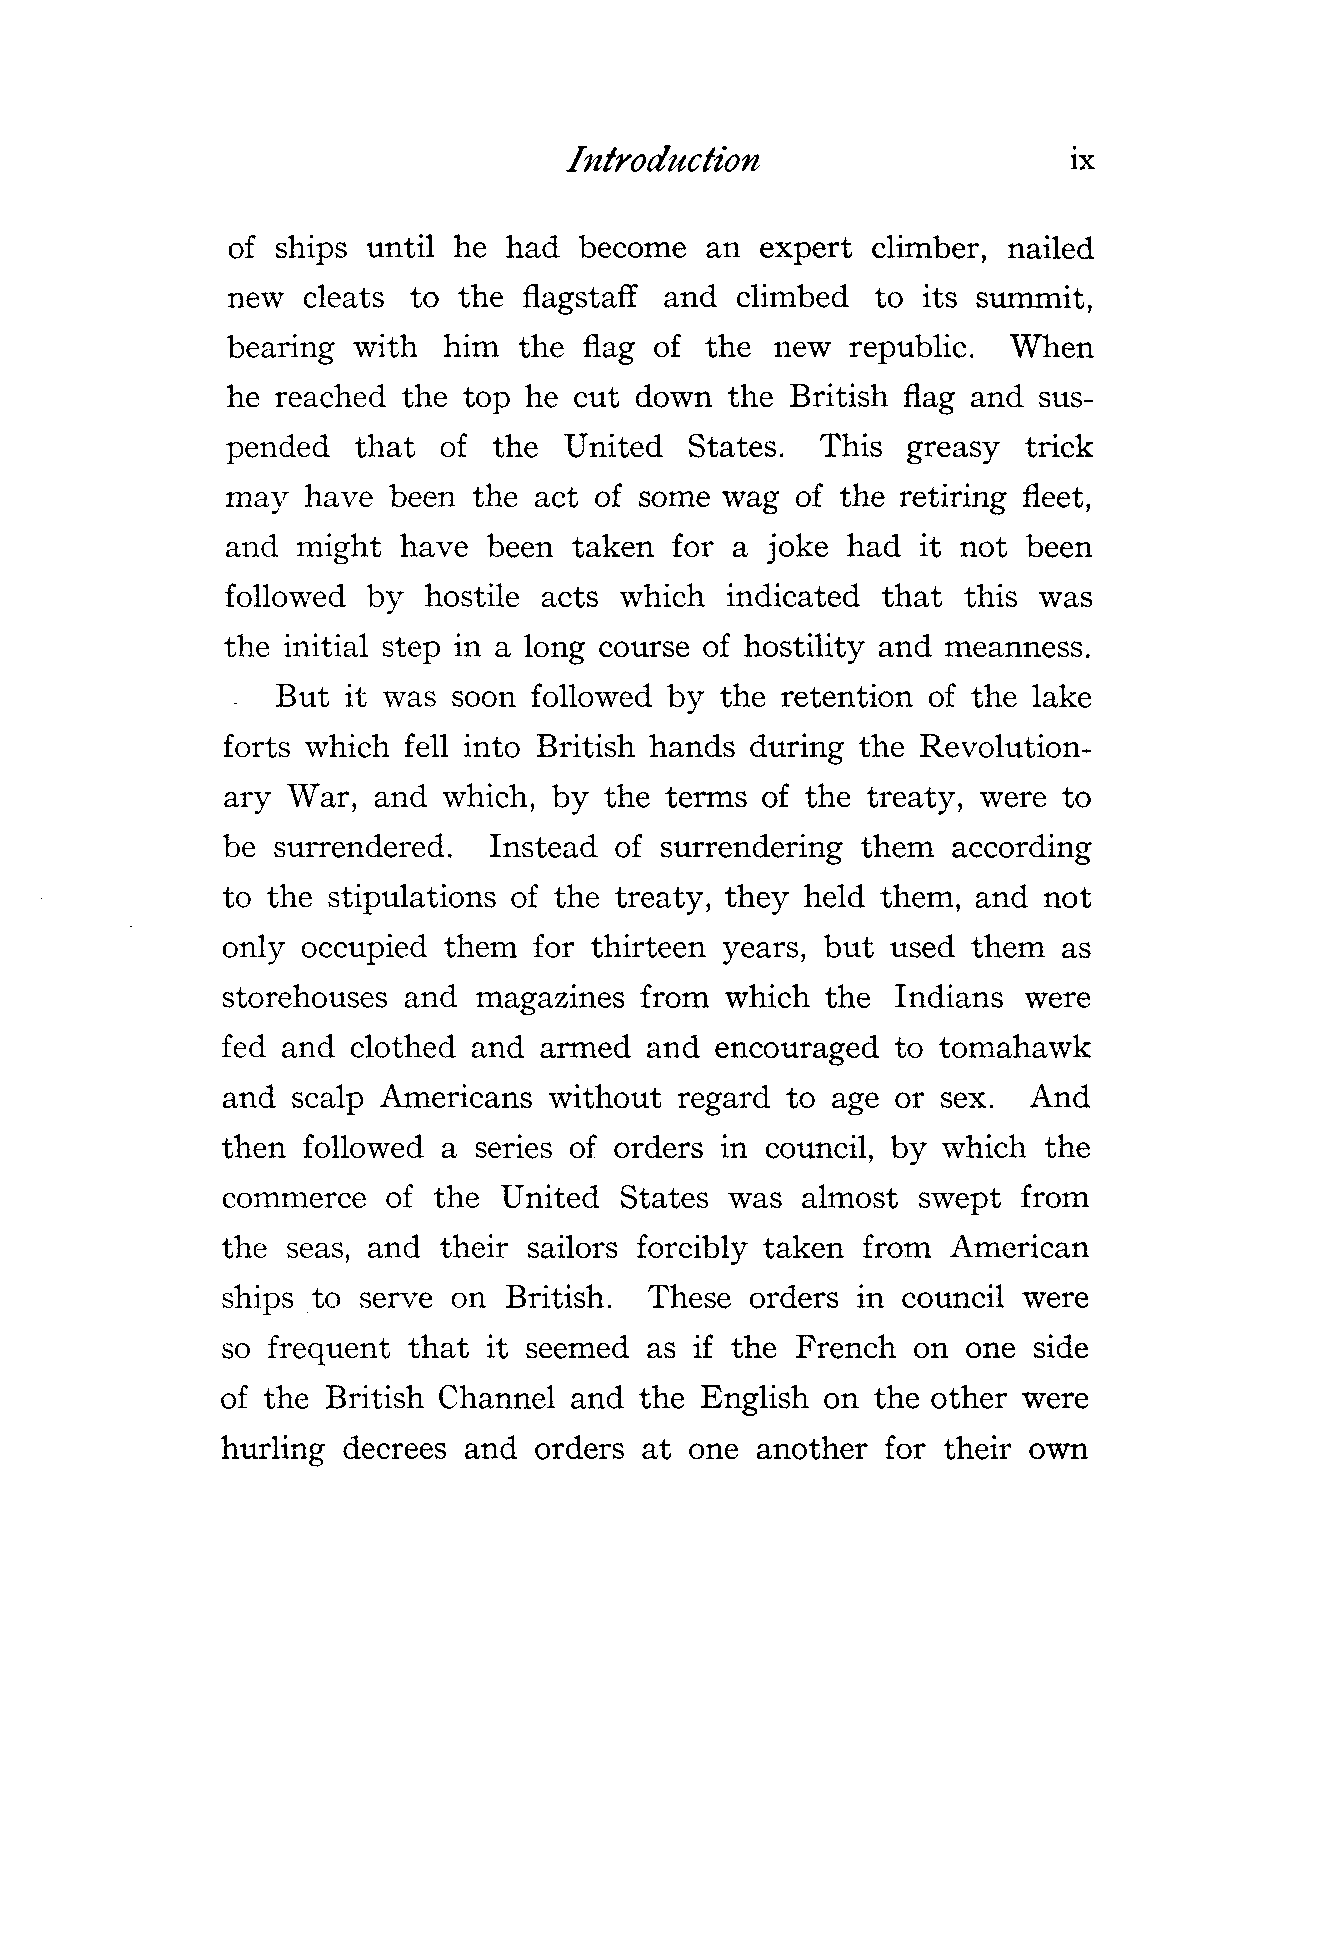 Introduction ix
of ships until he had become an expert climber, nailed
new cleats to the flagstaff and climbed to its summit,
bearing with him the flag of the new republic. When
he reached the top he cut down the British flag and sus-
pended that of the United States. This greasy trick
may have been the act of some wag of the retiring fleet,
and might have been taken for a joke had it not been
followed by hostile acts which indicated that this was
the initial step in a long course of hostility and meanness.
But it was soon followed by the retention of the lake
forts which fell into British hands during the Revolution-
ary War, and which, by the terms of the treaty, were to
be surrendered. Instead of surrendering them according
to the stipulations of the treaty, they held them, and not
only occupied them for thirteen years, but used them as
storehouses and magazines from which the Indians were
fed and clothed and armed and encouraged to tomahawk
and scalp Americans without regard to age or sex. And
then followed a series of orders in council, by which the
commerce of the United States was almost swept from
the seas, and their sailors forcibly taken from American
ships to serve on British. These orders in council were
so frequent that it seemed as if the French on one side
of the British Channel and the English on the other were
hurling decrees and orders at one another for their own